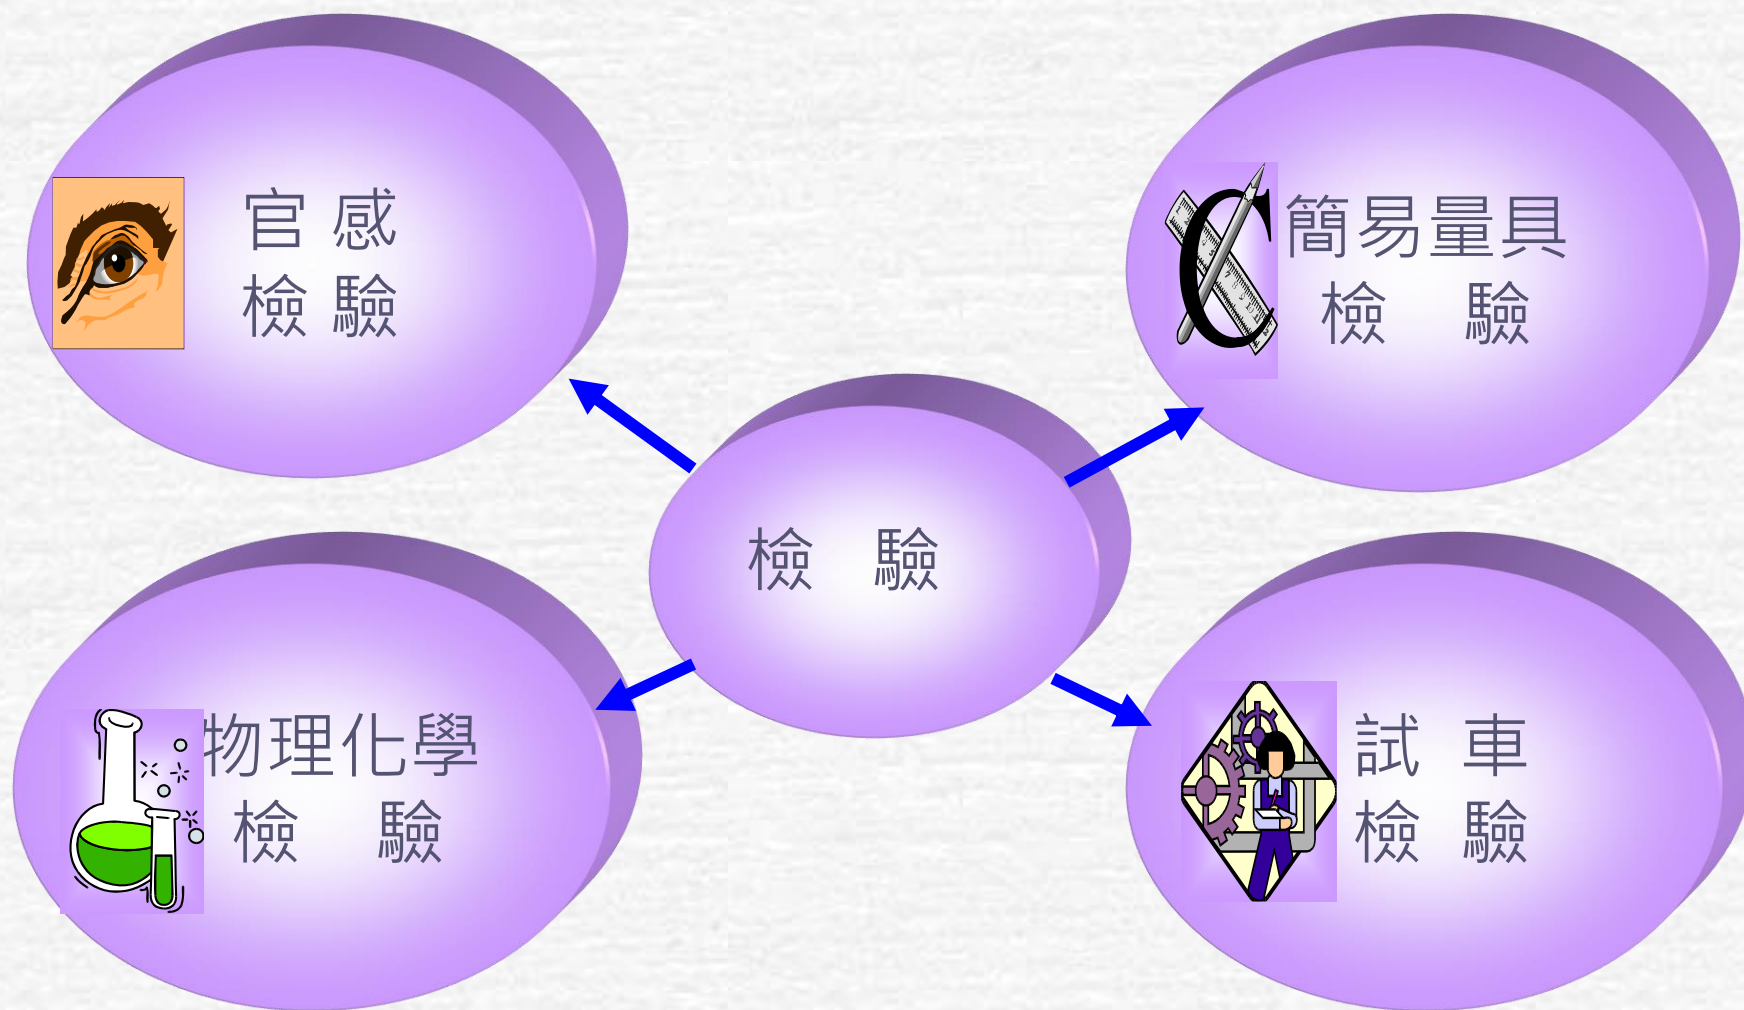 官 感
檢 驗
簡易量具
檢 驗
檢 驗
物理化學
檢 驗
試 車
檢 驗